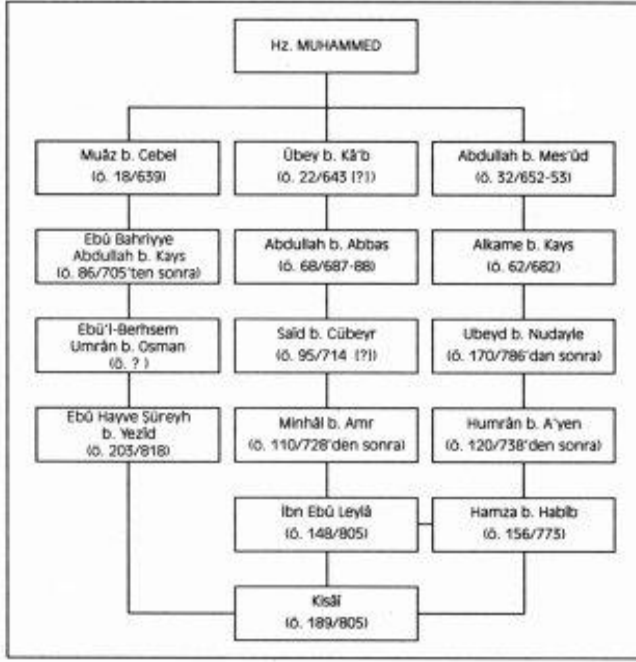 Hz. MUHAMMED
Muâz b. Cebel
(ö. 18/639)
Übey b. Kâ'b
(ö. 22/643 [?])
Abdullah b. Mes'ûd
(ö. 32/652-53)
Ebû Bahriyye
Abdullah b. Kays
(ö. 86/705'ten sonra)
Abdullah b. Abbas
(ö. 68/687-88)
Alkame b. Kays
(ö. 62/682)
Ebü'l-Berhsem
Umrân b. Osman
(ö. ? )
Saîd b. Cübeyr
(ö. 95/714 [?])
Ubeyd b. Nudayle
(ö. 170/786'dan sonra)
Ebû Hayve Şüreyh
b. Yezîd
(ö. 203/818)
Minhâl b. Amr
(ö. 110/728'den sonra)
Humrân b. A'yen
(ö. 120/738'den sonra)
İbn Ebû Leylâ
(ö. 148/805)
Hamza b. Habîb
(ö. 156/773)
Kisâî
(ö. 189/805)